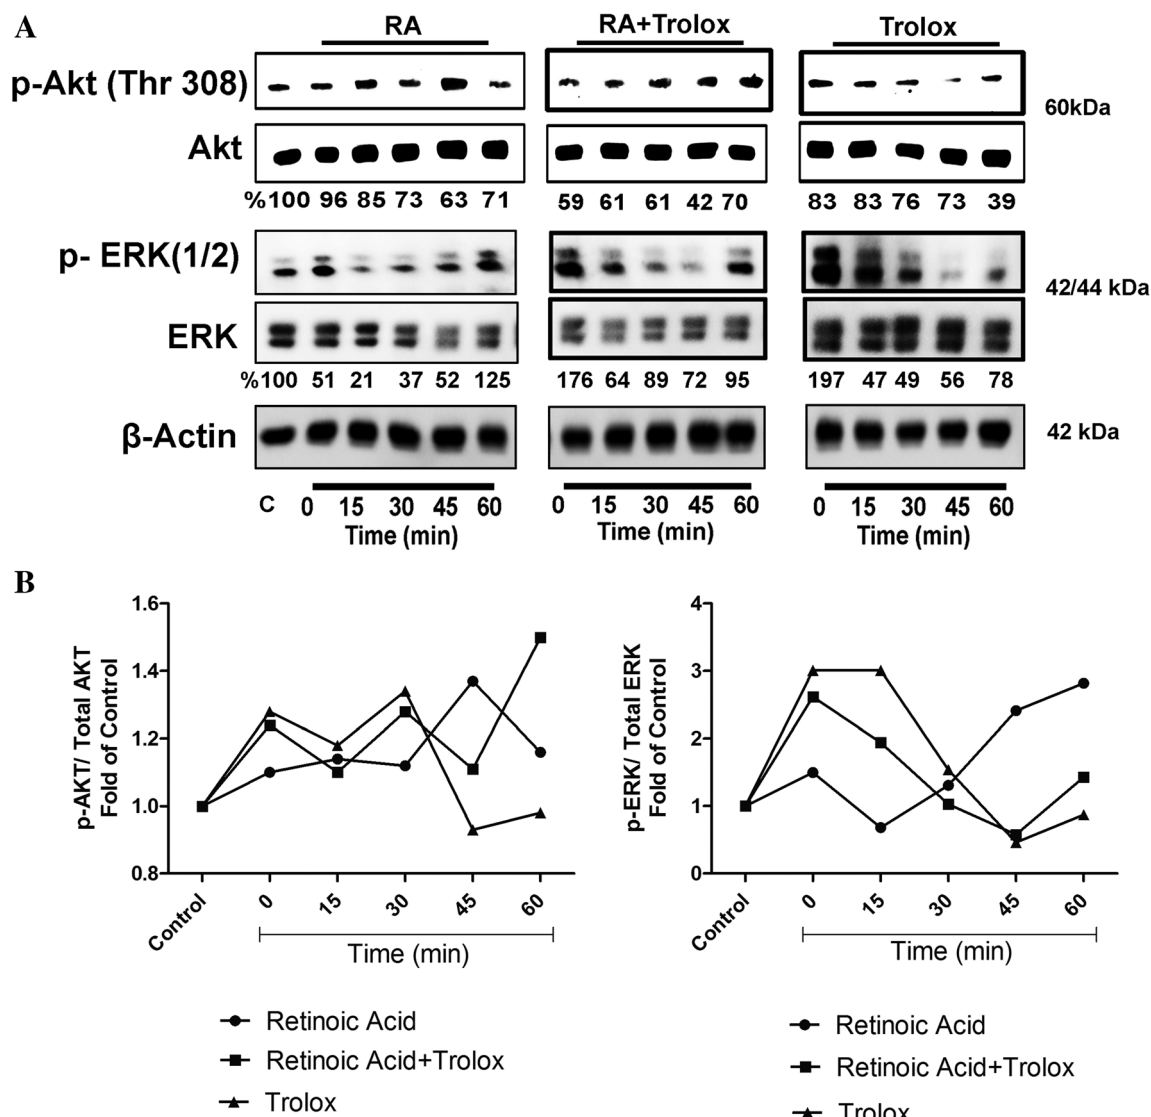 A
RA
RA+Trolox
Trolox
p-Akt (Thr 308)
60kDa
Akt
%100 96 85 73 63 71
59 61 61 42 70
83 83 76 73 39
p- ERK(1/2)
42/44 kDa
ERK
%100 51 21 37 52 125
176 64 89 72 95
197 47 49 56 78
β-Actin
42 kDa
C 0 15 30 45 60
0 15 30 45 60
0 15 30 45 60
Time (min)
Time (min)
Time (min)
B
p-AKT/ Total AKT
Fold of Control
1.6
1.4
1.2
1.0
0.8
Control 0 15 30 45 60
Time (min)
Retinoic Acid
Retinoic Acid+Trolox
Trolox
p-ERK/ Total ERK
Fold of Control
4
3
2
1
0
Control 0 15 30 45 60
Time (min)
Retinoic Acid
Retinoic Acid+Trolox
Trolox